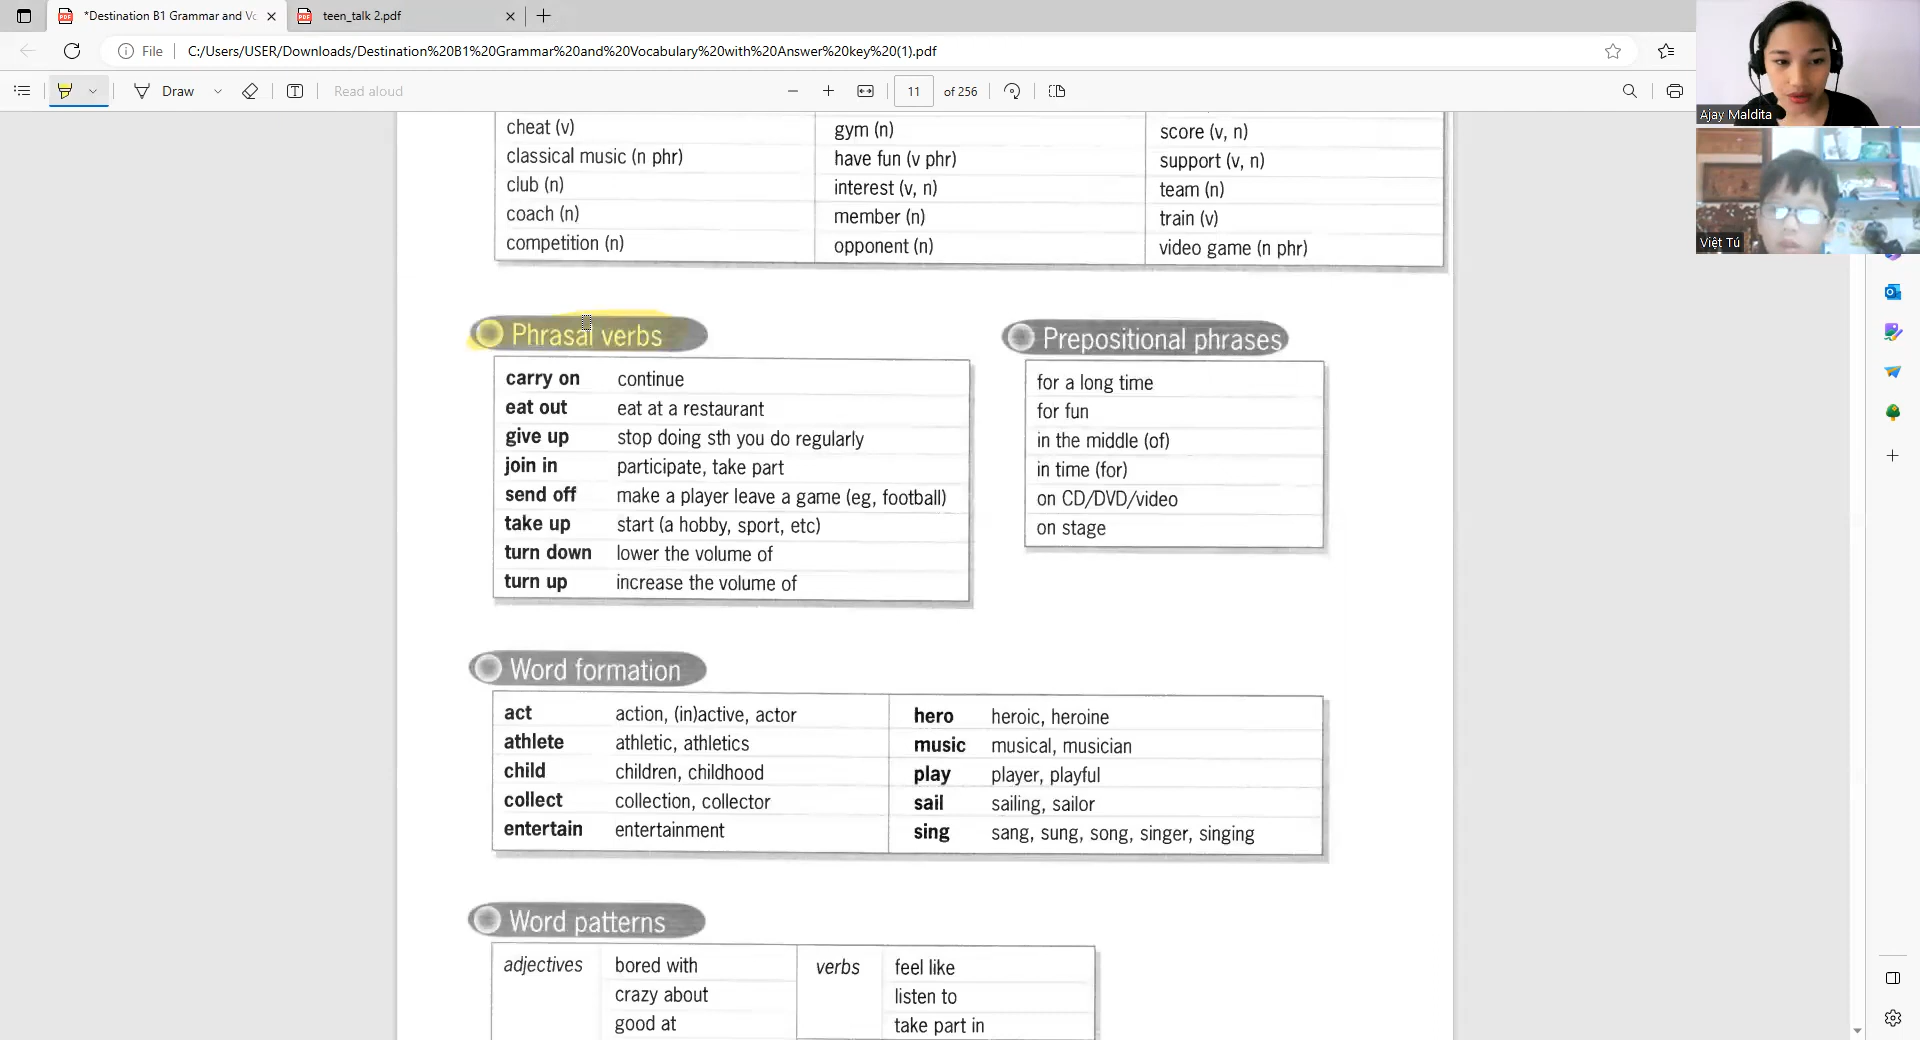 *Destination B1 Grammar and Vo
teen_talk 2.pdf
File
C:/Users/USER/Downloads/Destination%20B1%20Grammar%20and%20Vocabulary%20with%20Answer%20key%20(1).pdf
Draw
Read aloud
11
of 256
Ajay Maldita
Việt Tú
cheat (v)
classical music (n phr)
club (n)
coach (n)
competition (n)
gym (n)
have fun (v phr)
interest (v, n)
member (n)
opponent (n)
score (v, n)
support (v, n)
team (n)
train (v)
video game (n phr)
Phrasal verbs
carry on continue
eat out eat at a restaurant
give up stop doing sth you do regularly
join in participate, take part
send off make a player leave a game (eg, football)
take up start (a hobby, sport, etc)
turn down lower the volume of
turn up increase the volume of
Prepositional phrases
for a long time
for fun
in the middle (of)
in time (for)
on CD/DVD/video
on stage
Word formation
act action, (in)active, actor
athlete athletic, athletics
child children, childhood
collect collection, collector
entertain entertainment
hero heroic, heroine
music musical, musician
play player, playful
sail sailing, sailor
sing sang, sung, song, singer, singing
Word patterns
adjectives bored with
crazy about
good at
verbs feel like
listen to
take part in